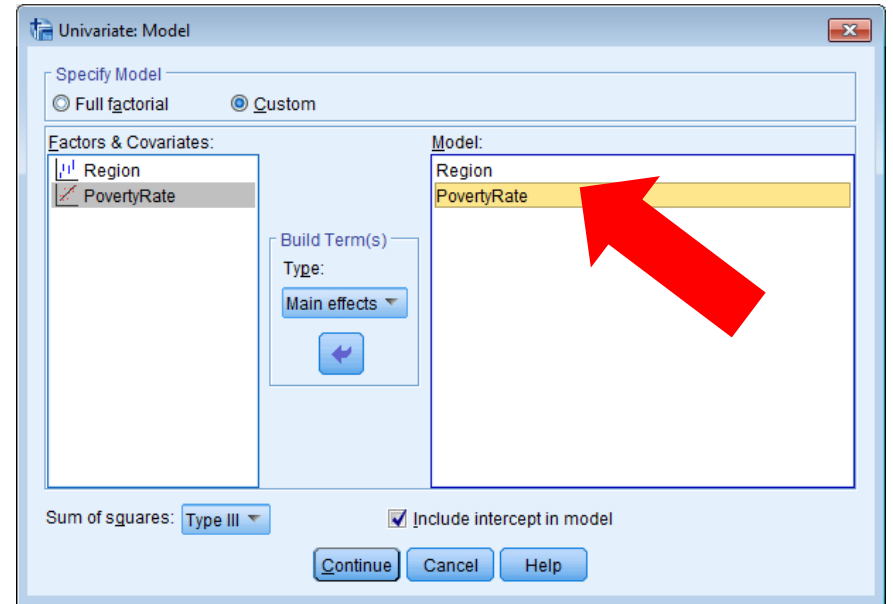 Univariate: Model
Specify Model
Full factorial
Custom
Factors & Covariates:
Region
PovertyRate
Build Term(s)
Type:
Main effects
Model:
Region
PovertyRate
Sum of squares:
Type III
Include intercept in model
Continue
Cancel
Help